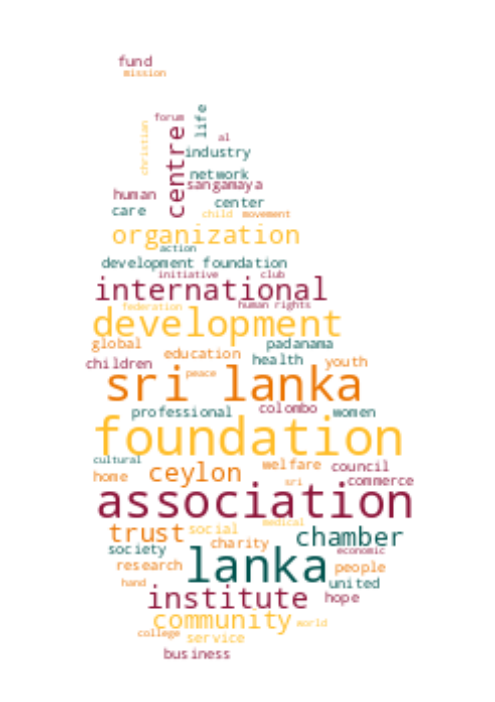 fund
mission
forum
life
christian
centre
al
industry
network
sangamaya
human
center
care
child movement
organization
action
development foundation
initiative club
international
human rights
federation
development
global padanama
education
children health youth
peace
sri lanka
professional colombo women
foundation
cultural
welfare council
home ceylon
sri commerce
association
medical
trust social chamber
charity
society economic
lanka
research people
hand united
institute hope
community world
college
service
business